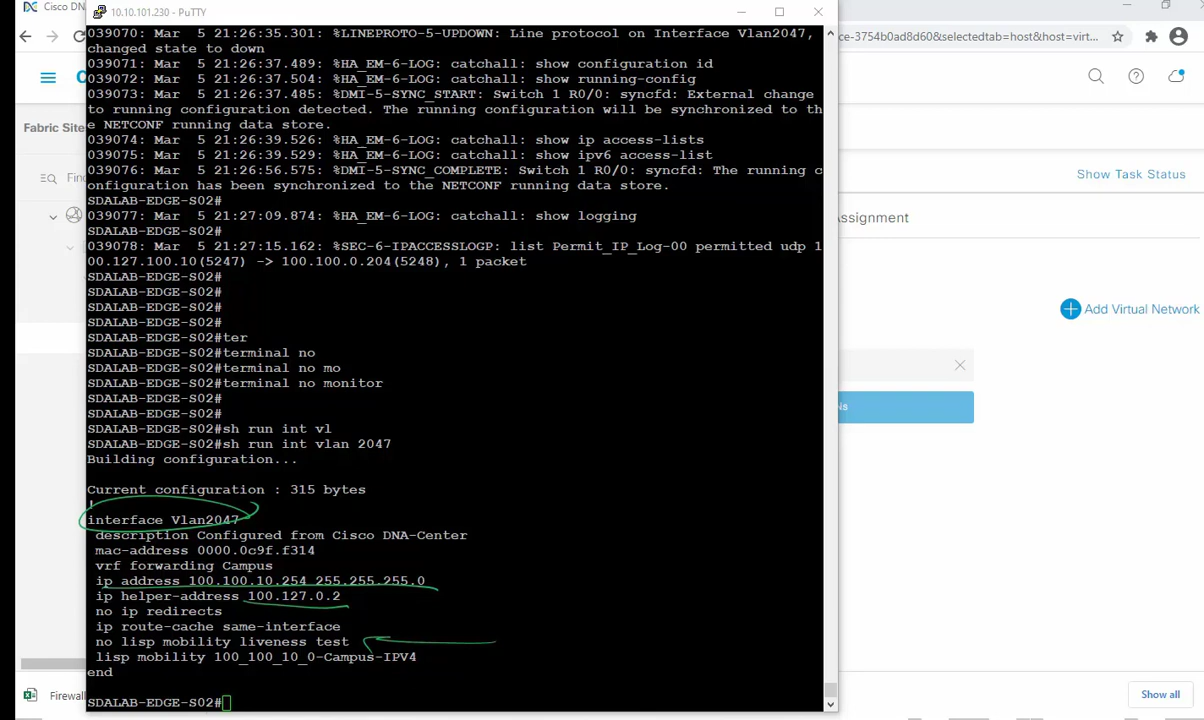 Cisco DN
10.10.101.230 - PuTTY
ce-3754b0ad8d60&selectedtab=host&host=virt...
039070: Mar  5 21:26:35.301: %LINEPROTO-5-UPDOWN: Line protocol on Interface Vlan2047,
changed state to down
039071: Mar  5 21:26:37.489: %HA_EM-6-LOG: catchall: show configuration id
039072: Mar  5 21:26:37.504: %HA_EM-6-LOG: catchall: show running-config
039073: Mar  5 21:26:37.485: %DMI-5-SYNC_START: Switch 1 R0/0: syncfd: External change
to running configuration detected. The running configuration will be synchronized to th
e NETCONF running data store.
039074: Mar  5 21:26:39.526: %HA_EM-6-LOG: catchall: show ip access-lists
039075: Mar  5 21:26:39.529: %HA_EM-6-LOG: catchall: show ipv6 access-list
039076: Mar  5 21:26:56.575: %DMI-5-SYNC_COMPLETE: Switch 1 R0/0: syncfd: The running c
onfiguration has been synchronized to the NETCONF running data store.
SDALAB-EDGE-S02#
039077: Mar  5 21:27:09.874: %HA_EM-6-LOG: catchall: show logging
SDALAB-EDGE-S02#
039078: Mar  5 21:27:15.162: %SEC-6-IPACCESSLOGP: list Permit_IP_Log-00 permitted udp 1
00.127.100.10(5247) -> 100.100.0.204(5248), 1 packet
SDALAB-EDGE-S02#
SDALAB-EDGE-S02#
SDALAB-EDGE-S02#
SDALAB-EDGE-S02#
SDALAB-EDGE-S02#ter
SDALAB-EDGE-S02#terminal no
SDALAB-EDGE-S02#terminal no mo
SDALAB-EDGE-S02#terminal no monitor
SDALAB-EDGE-S02#
SDALAB-EDGE-S02#
SDALAB-EDGE-S02#sh run int vl
SDALAB-EDGE-S02#sh run int vlan 2047
Building configuration...
Current configuration : 315 bytes
!
interface Vlan2047
description Configured from Cisco DNA-Center
mac-address 0000.0c9f.f314
vrf forwarding Campus
ip address 100.100.10.254 255.255.255.0
ip helper-address 100.127.0.2
no ip redirects
ip route-cache same-interface
no lisp mobility liveness test
lisp mobility 100_100_10_0-Campus-IPV4
end
SDALAB-EDGE-S02#
Fabric Site
Find
Show Task Status
Assignment
Add Virtual Network
Ns
Firewall
Show all